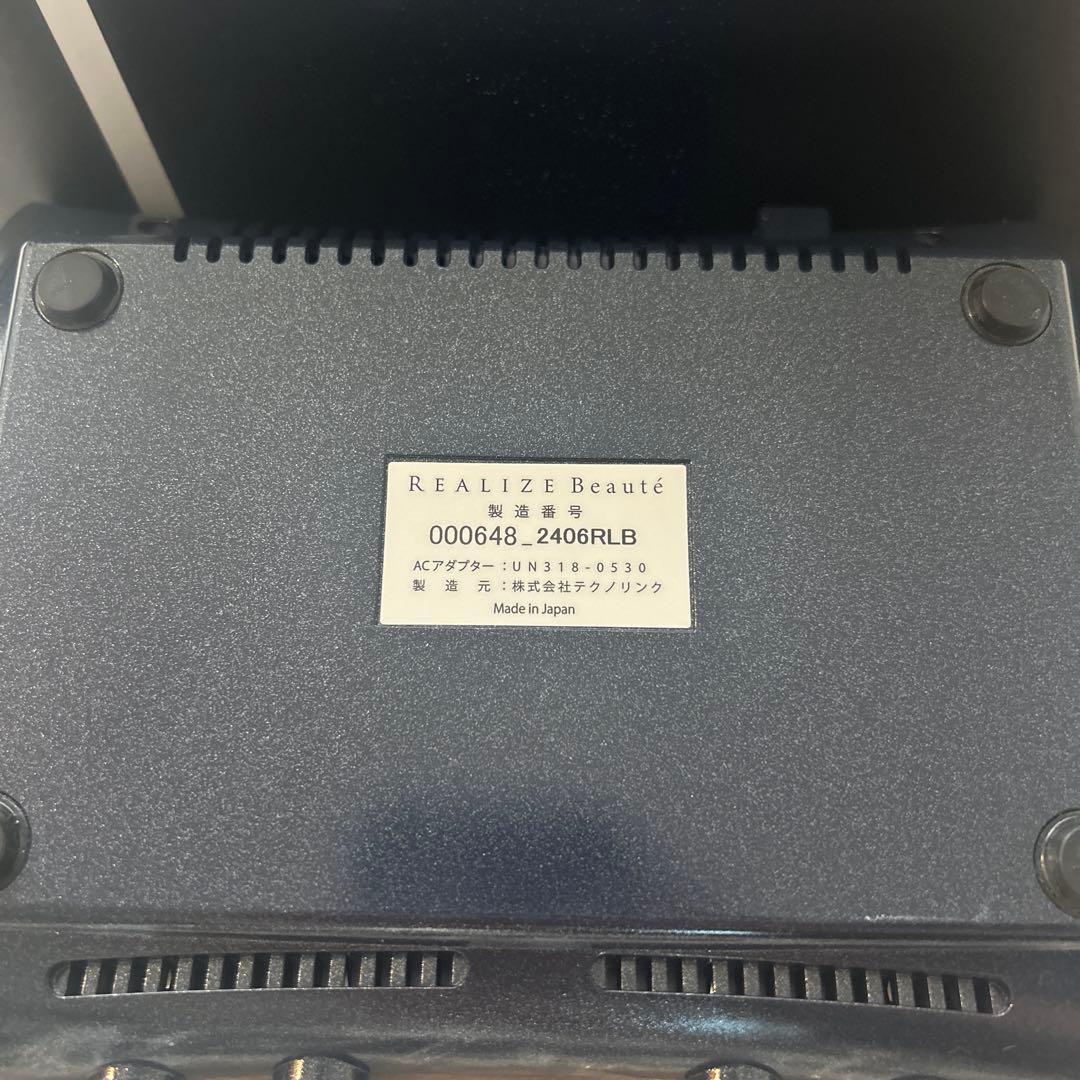 REALIZE Beauté
製造番号
000648_2406RLB
ACアダプター：UN318-0530
製造元：株式会社テクノリンク
Made in Japan